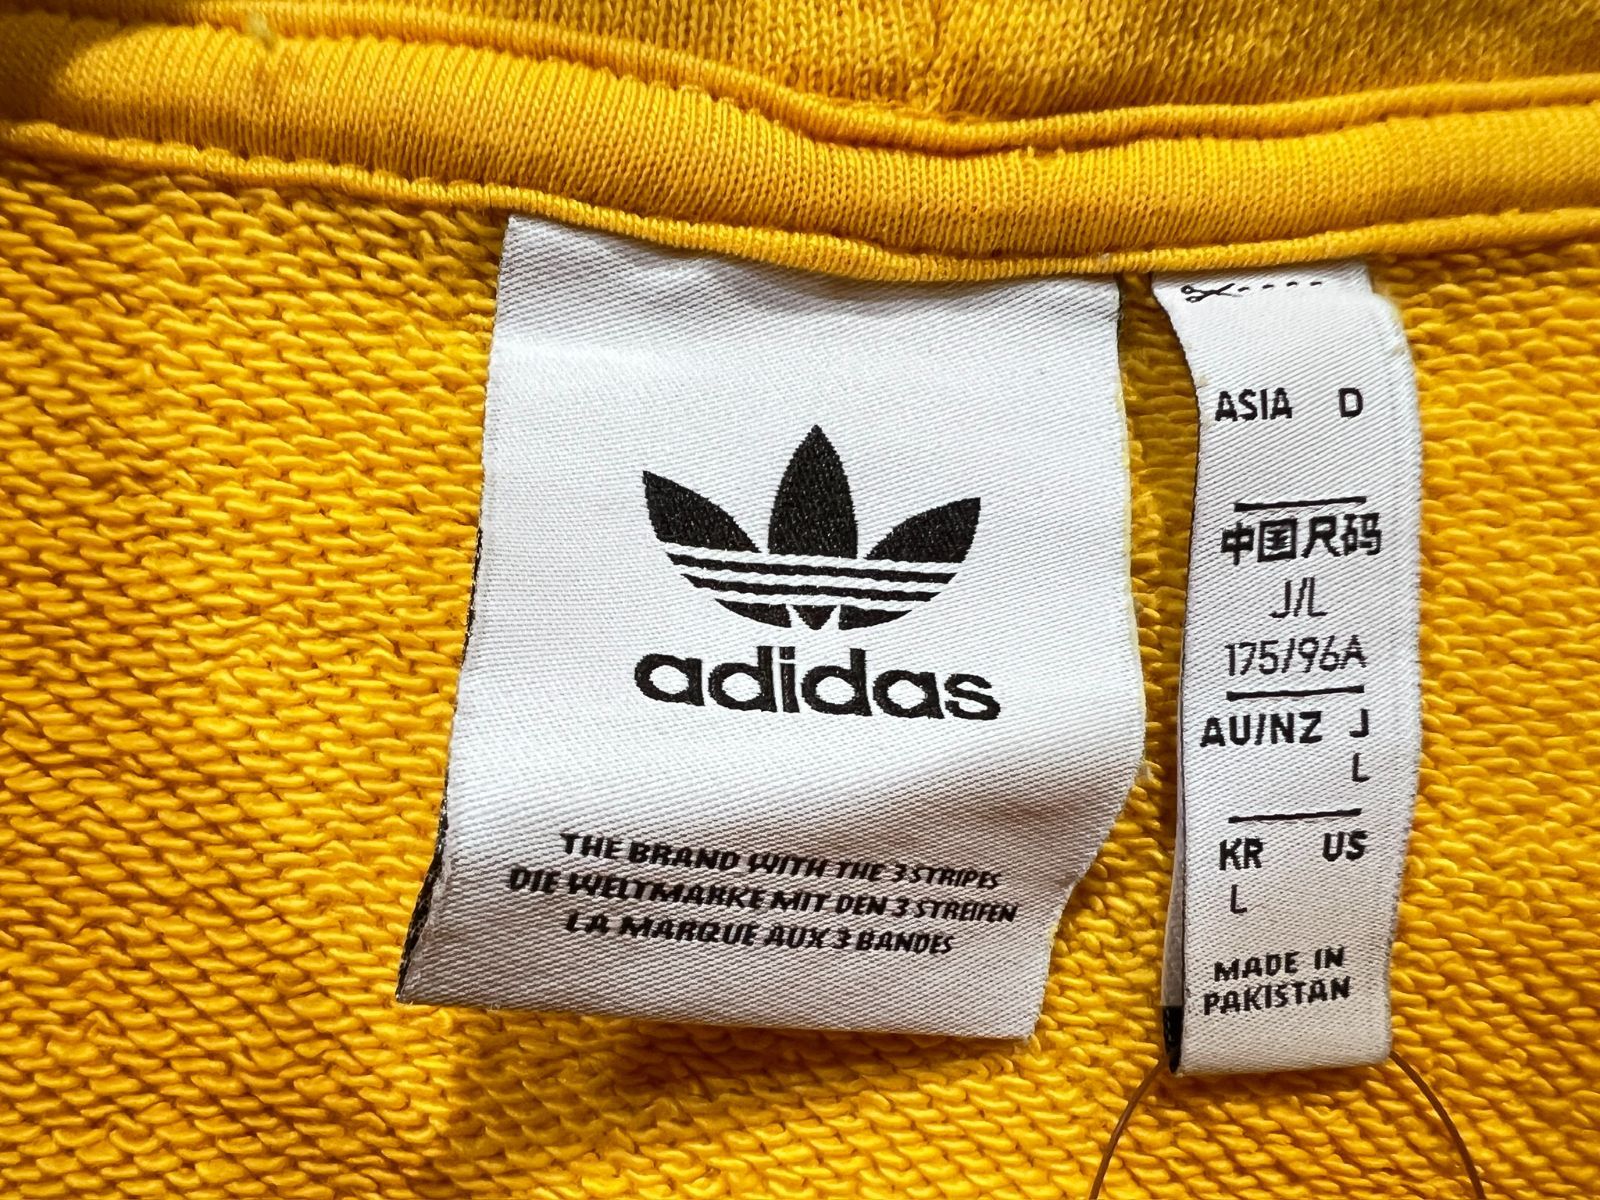 adidas
THE BRAND WITH THE 3 STRIPES
DIE WELTMARKE MIT DEN 3 STREIFEN
LA MARQUE AUX 3 BANDES
ASIA D
中国尺码
J/L
175/96A
AU/NZ J
L
KR US
L
MADE IN
PAKISTAN